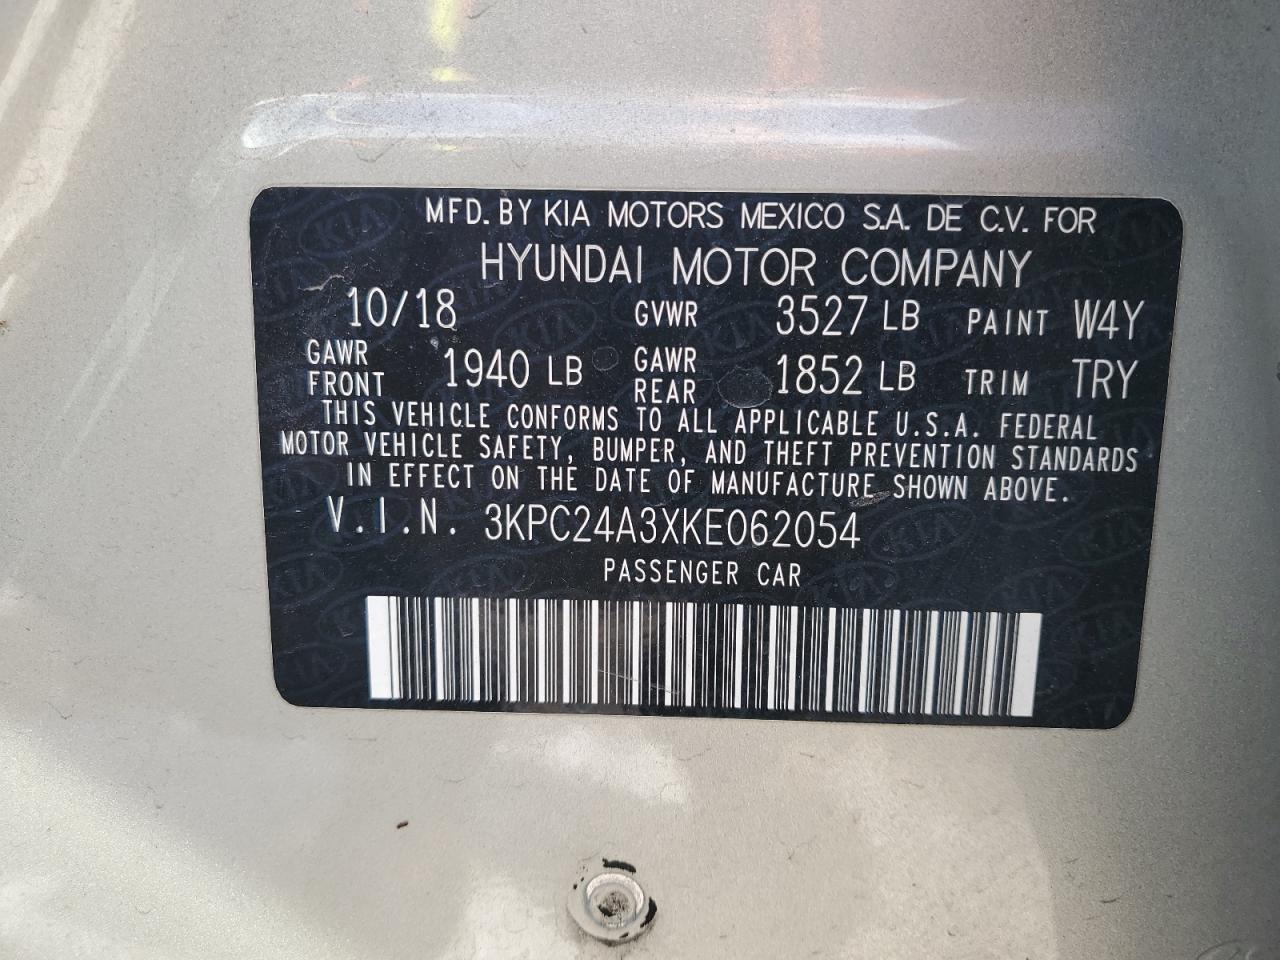 MFD. BY KIA MOTORS MEXICO S.A. DE C.V. FOR
HYUNDAI MOTOR COMPANY
10/18 GVWR 3527 LB PAINT W4Y
GAWR FRONT 1940 LB GAWR REAR 1852 LB TRIM TRY
THIS VEHICLE CONFORMS TO ALL APPLICABLE U.S.A. FEDERAL
MOTOR VEHICLE SAFETY, BUMPER, AND THEFT PREVENTION STANDARDS
IN EFFECT ON THE DATE OF MANUFACTURE SHOWN ABOVE.
V.I.N. 3KPC24A3XKE062054
PASSENGER CAR